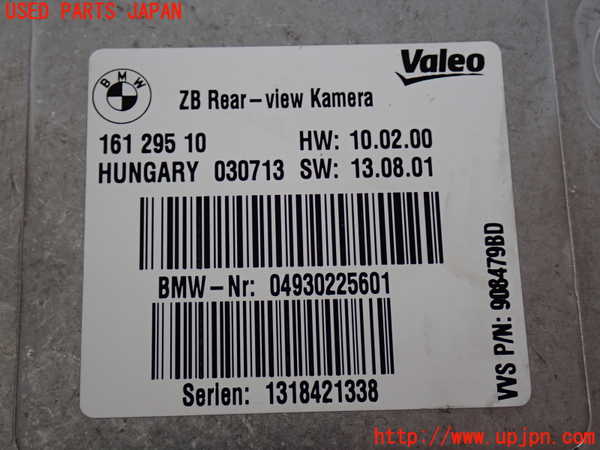 USED PARTS JAPAN
BMW
Valeo
ZB Rear-view Kamera
161 295 10 HW: 10.02.00
HUNGARY 030713 SW: 13.08.01
BMW-Nr: 04930225601
Serien: 1318421338
VVS P/N: 908479BD
http://www.upjpn.com/